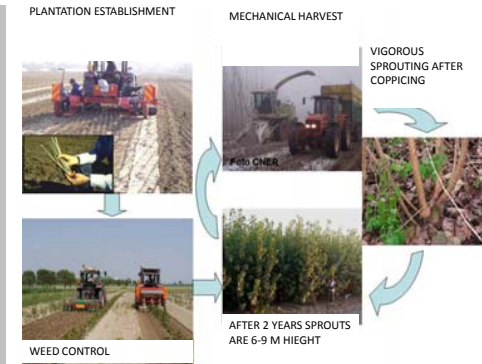 PLANTATION ESTABLISHMENT
MECHANICAL HARVEST
VIGOROUS
SPROUTING AFTER
COPPICING
Foto CNER
AFTER 2 YEARS SPROUTS
ARE 6-9 M HIEGHT
WEED CONTROL